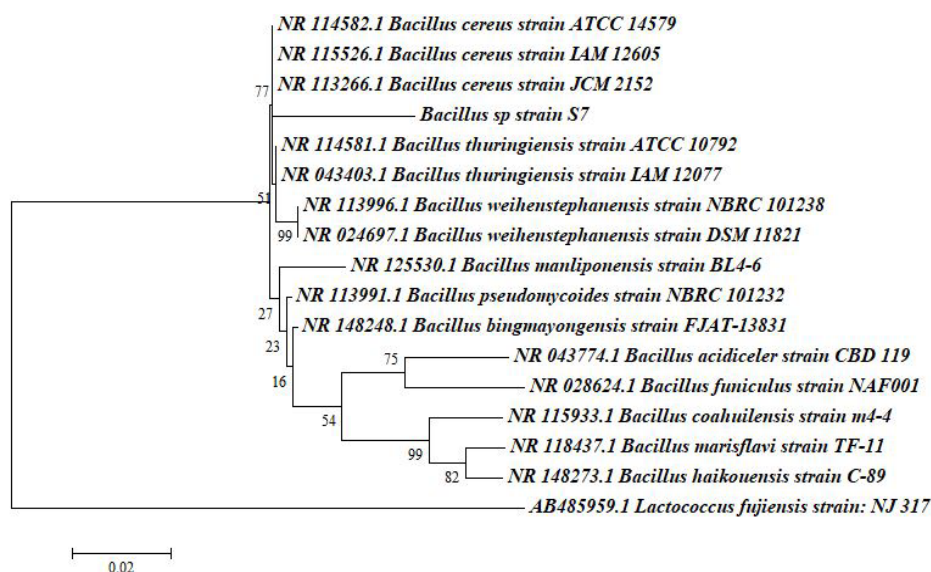 NR 114582.1 Bacillus cereus strain ATCC 14579
NR 115526.1 Bacillus cereus strain IAM 12605
NR 113266.1 Bacillus cereus strain JCM 2152
77
Bacillus sp strain S7
NR 114581.1 Bacillus thuringiensis strain ATCC 10792
NR 043403.1 Bacillus thuringiensis strain IAM 12077
51
NR 113996.1 Bacillus weihenstephanensis strain NBRC 101238
99
NR 024697.1 Bacillus weihenstephanensis strain DSM 11821
NR 125530.1 Bacillus manliponensis strain BL4-6
NR 113991.1 Bacillus pseudomycoides strain NBRC 101232
27
NR 148248.1 Bacillus bingmayongensis strain FJAT-13831
23
75
NR 043774.1 Bacillus acidiceler strain CBD 119
16
NR 028624.1 Bacillus funiculus strain NAF001
54
NR 115933.1 Bacillus coahuilensis strain m4-4
99
NR 118437.1 Bacillus marisflavi strain TF-11
82
NR 148273.1 Bacillus haikouensis strain C-89
AB485959.1 Lactococcus fujiensis strain: NJ 317
0.02